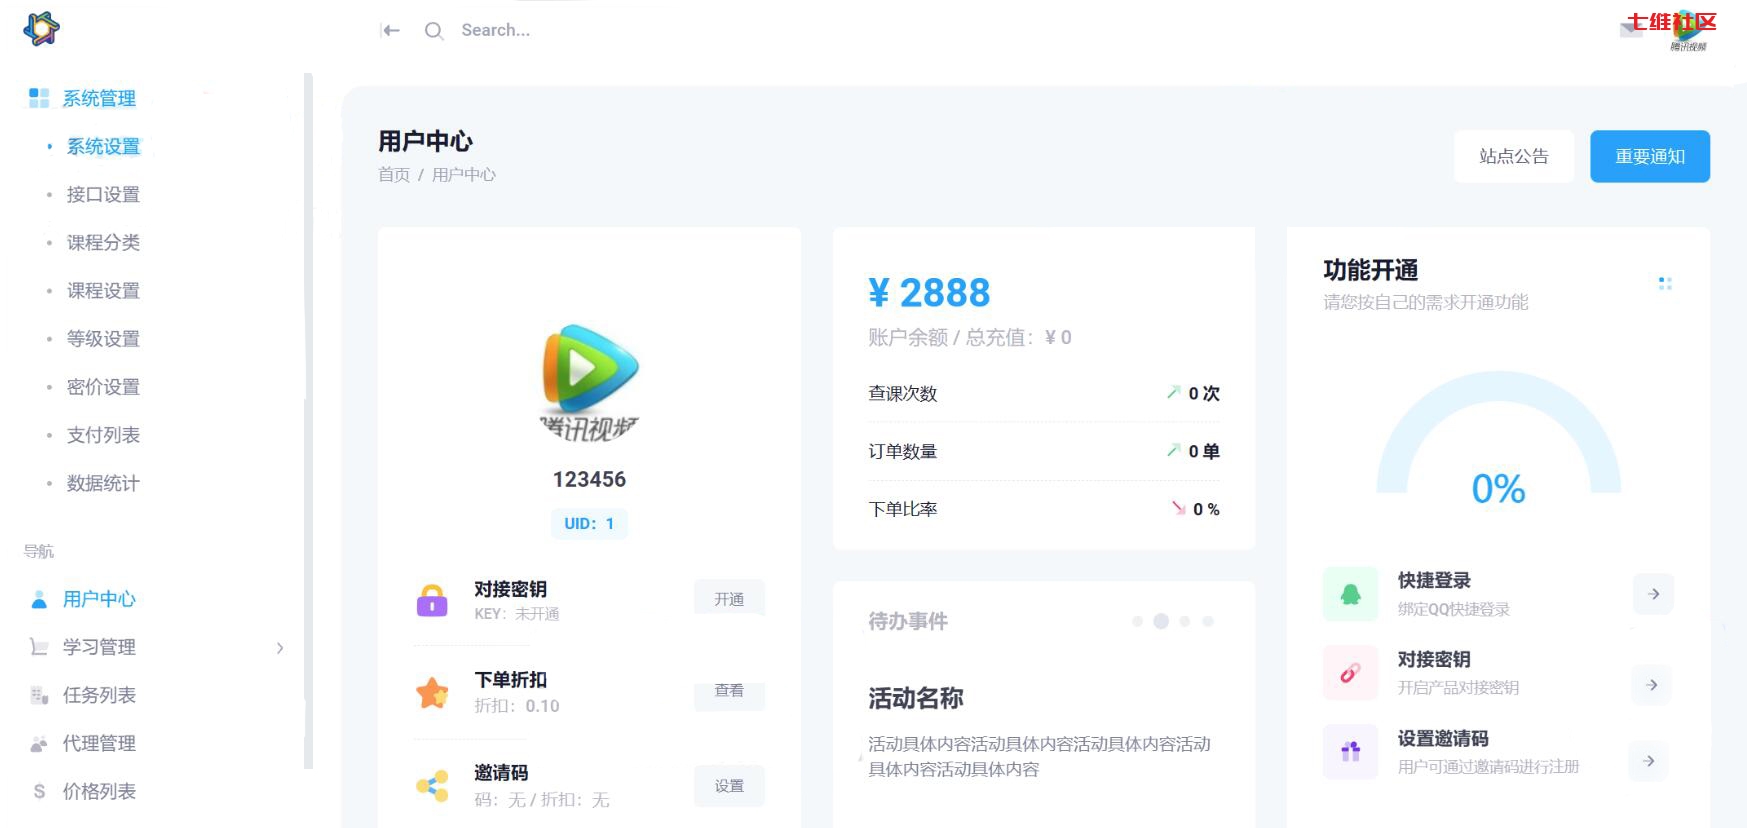 Search...
七维社区
腾讯视频
系统管理
系统设置
接口设置
课程分类
课程设置
等级设置
密价设置
支付列表
数据统计
导航
用户中心
学习管理
任务列表
代理管理
价格列表
用户中心
首页 / 用户中心
站点公告
重要通知
腾讯视频
123456
UID：1
对接密钥
KEY：未开通
开通
下单折扣
折扣：0.10
查看
邀请码
码：无 / 折扣：无
设置
¥ 2888
账户余额 / 总充值：¥ 0
查课次数
0 次
订单数量
0 单
下单比率
0 %
待办事件
活动名称
活动具体内容活动具体内容活动具体内容活动
具体内容活动具体内容
功能开通
请您按自己的需求开通功能
0%
快捷登录
绑定QQ快捷登录
对接密钥
开启产品对接密钥
设置邀请码
用户可通过邀请码进行注册